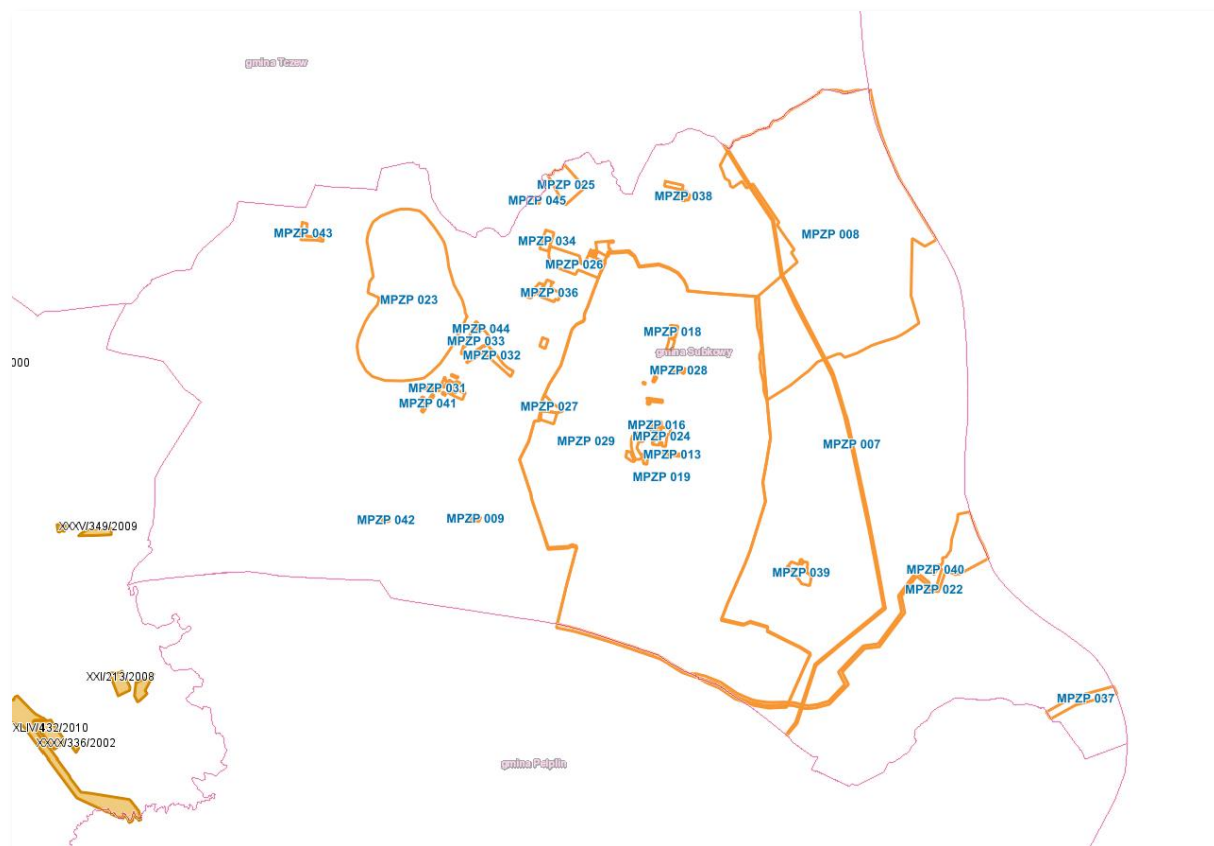 gmina Tczew
MPZP 025
MPZP 045
MPZP 038
MPZP 043
MPZP 008
MPZP 034
MPZP 026
MPZP 036
MPZP 023
MPZP 044
MPZP 018
MPZP 033
gmina Subkowy
MPZP 032
000
MPZP 028
MPZP 031
MPZP 041
MPZP 027
MPZP 016
MPZP 024
MPZP 029
MPZP 007
MPZP 013
MPZP 019
MPZP 042
MPZP 009
XXXV/349/2009
MPZP 040
MPZP 039
MPZP 022
XXI/213/2008
MPZP 037
XLIV/432/2010
XXXX/336/2002
gmina Pelplin